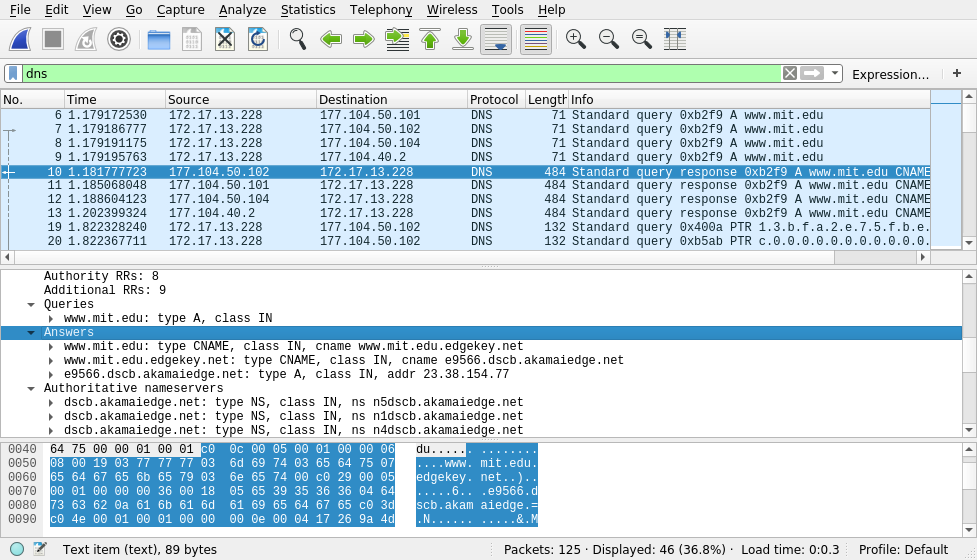 File Edit View Go Capture Analyze Statistics Telephony Wireless Tools Help
dns Expression… +
No. Time Source Destination Protocol Length Info
6 1.179172530 172.17.13.228 177.104.50.101 DNS 71 Standard query 0xb2f9 A www.mit.edu
7 1.179186777 172.17.13.228 177.104.50.102 DNS 71 Standard query 0xb2f9 A www.mit.edu
8 1.179191175 172.17.13.228 177.104.50.104 DNS 71 Standard query 0xb2f9 A www.mit.edu
9 1.179195763 172.17.13.228 177.104.40.2 DNS 71 Standard query 0xb2f9 A www.mit.edu
10 1.181777723 177.104.50.102 172.17.13.228 DNS 484 Standard query response 0xb2f9 A www.mit.edu CNAME
11 1.185068048 177.104.50.101 172.17.13.228 DNS 484 Standard query response 0xb2f9 A www.mit.edu CNAME
12 1.188604123 177.104.50.104 172.17.13.228 DNS 484 Standard query response 0xb2f9 A www.mit.edu CNAME
13 1.202399324 177.104.40.2 172.17.13.228 DNS 484 Standard query response 0xb2f9 A www.mit.edu CNAME
19 1.822328240 172.17.13.228 177.104.50.102 DNS 132 Standard query 0x400a PTR 1.3.b.f.a.2.e.7.5.f.b.e.
20 1.822367711 172.17.13.228 177.104.50.102 DNS 132 Standard query 0xb5ab PTR c.0.0.0.0.0.0.0.0.0.0.0.
Authority RRs: 8
Additional RRs: 9
Queries
www.mit.edu: type A, class IN
Answers
www.mit.edu: type CNAME, class IN, cname www.mit.edu.edgekey.net
www.mit.edu.edgekey.net: type CNAME, class IN, cname e9566.dscb.akamaiedge.net
e9566.dscb.akamaiedge.net: type A, class IN, addr 23.38.154.77
Authoritative nameservers
dscb.akamaiedge.net: type NS, class IN, ns n5dscb.akamaiedge.net
dscb.akamaiedge.net: type NS, class IN, ns n1dscb.akamaiedge.net
dscb.akamaiedge.net: type NS, class IN, ns n4dscb.akamaiedge.net
0040 64 75 00 00 01 00 01 c0 0c 00 05 00 01 00 00 06 du..... ........
0050 08 00 19 03 77 77 77 03 6d 69 74 03 65 64 75 07 ....www. mit.edu.
0060 65 64 67 65 6b 65 79 03 6e 65 74 00 c0 29 00 05 edgekey. net..)..
0070 00 01 00 00 00 36 00 18 05 65 39 35 36 36 04 64 .....6.. .e9566.d
0080 73 63 62 0a 61 6b 61 6d 61 69 65 64 67 65 c0 3d scb.akam aiedge.=
0090 c0 4e 00 01 00 01 00 00 00 0e 00 04 17 26 9a 4d .N...... .....&.M
Text item (text), 89 bytes Packets: 125 · Displayed: 46 (36.8%) · Load time: 0:0.3 Profile: Default